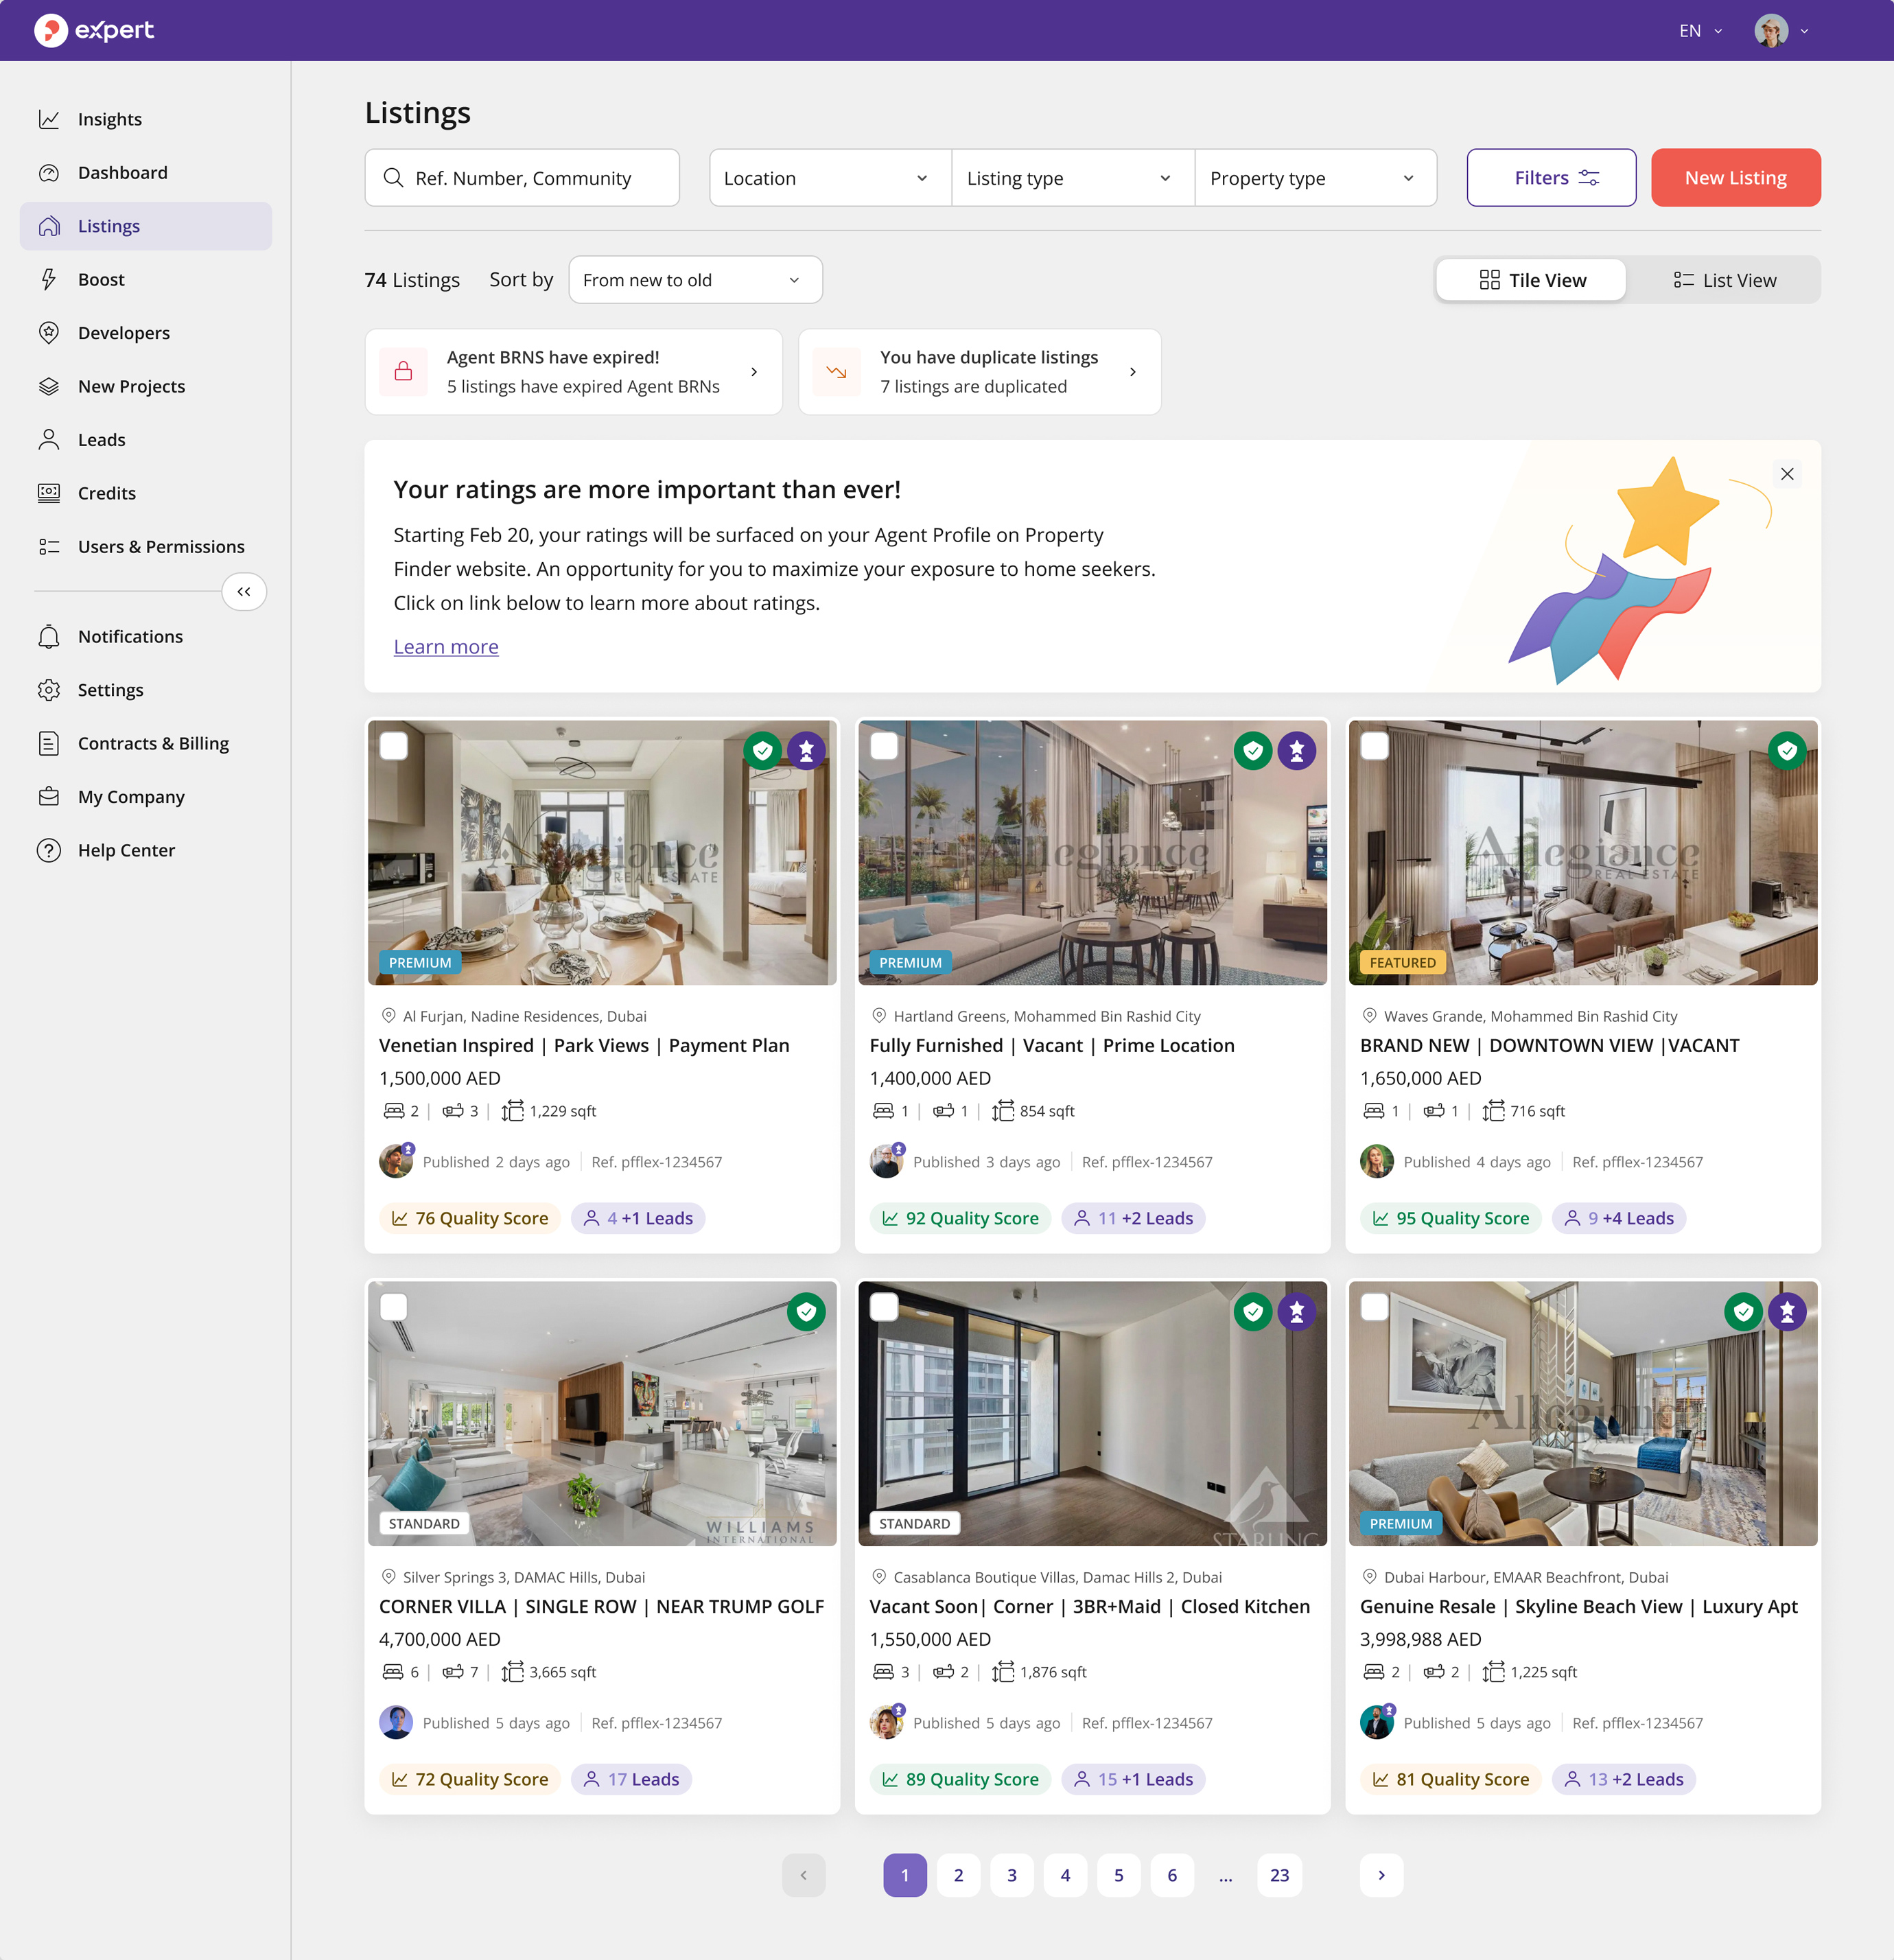 expert
EN
Insights
Dashboard
Listings
Boost
Developers
New Projects
Leads
Credits
Users & Permissions
Notifications
Settings
Contracts & Billing
My Company
Help Center
Listings
Ref. Number, Community
Location
Listing type
Property type
Filters
New Listing
74 Listings
Sort by
From new to old
Tile View
List View
Agent BRNS have expired!
5 listings have expired Agent BRNs
You have duplicate listings
7 listings are duplicated
Your ratings are more important than ever!
Starting Feb 20, your ratings will be surfaced on your Agent Profile on Property
Finder website. An opportunity for you to maximize your exposure to home seekers.
Click on link below to learn more about ratings.
Learn more
Allegiance
REAL ESTATE
PREMIUM
Al Furjan, Nadine Residences, Dubai
Venetian Inspired | Park Views | Payment Plan
1,500,000 AED
2 | 3 | 1,229 sqft
Published 2 days ago | Ref. pfflex-1234567
76 Quality Score
4 +1 Leads
Allegiance
REAL ESTATE
PREMIUM
Hartland Greens, Mohammed Bin Rashid City
Fully Furnished | Vacant | Prime Location
1,400,000 AED
1 | 1 | 854 sqft
Published 3 days ago | Ref. pfflex-1234567
92 Quality Score
11 +2 Leads
Allegiance
REAL ESTATE
FEATURED
Waves Grande, Mohammed Bin Rashid City
BRAND NEW | DOWNTOWN VIEW |VACANT
1,650,000 AED
1 | 1 | 716 sqft
Published 4 days ago | Ref. pfflex-1234567
95 Quality Score
9 +4 Leads
STANDARD
WILLIAMS
INTERNATIONAL
Silver Springs 3, DAMAC Hills, Dubai
CORNER VILLA | SINGLE ROW | NEAR TRUMP GOLF
4,700,000 AED
6 | 7 | 3,665 sqft
Published 5 days ago | Ref. pfflex-1234567
72 Quality Score
17 Leads
STANDARD
STARLING
Casablanca Boutique Villas, Damac Hills 2, Dubai
Vacant Soon| Corner | 3BR+Maid | Closed Kitchen
1,550,000 AED
3 | 2 | 1,876 sqft
Published 5 days ago | Ref. pfflex-1234567
89 Quality Score
15 +1 Leads
Allegiance
PREMIUM
Dubai Harbour, EMAAR Beachfront, Dubai
Genuine Resale | Skyline Beach View | Luxury Apt
3,998,988 AED
2 | 2 | 1,225 sqft
Published 5 days ago | Ref. pfflex-1234567
81 Quality Score
13 +2 Leads
1 2 3 4 5 6 ... 23